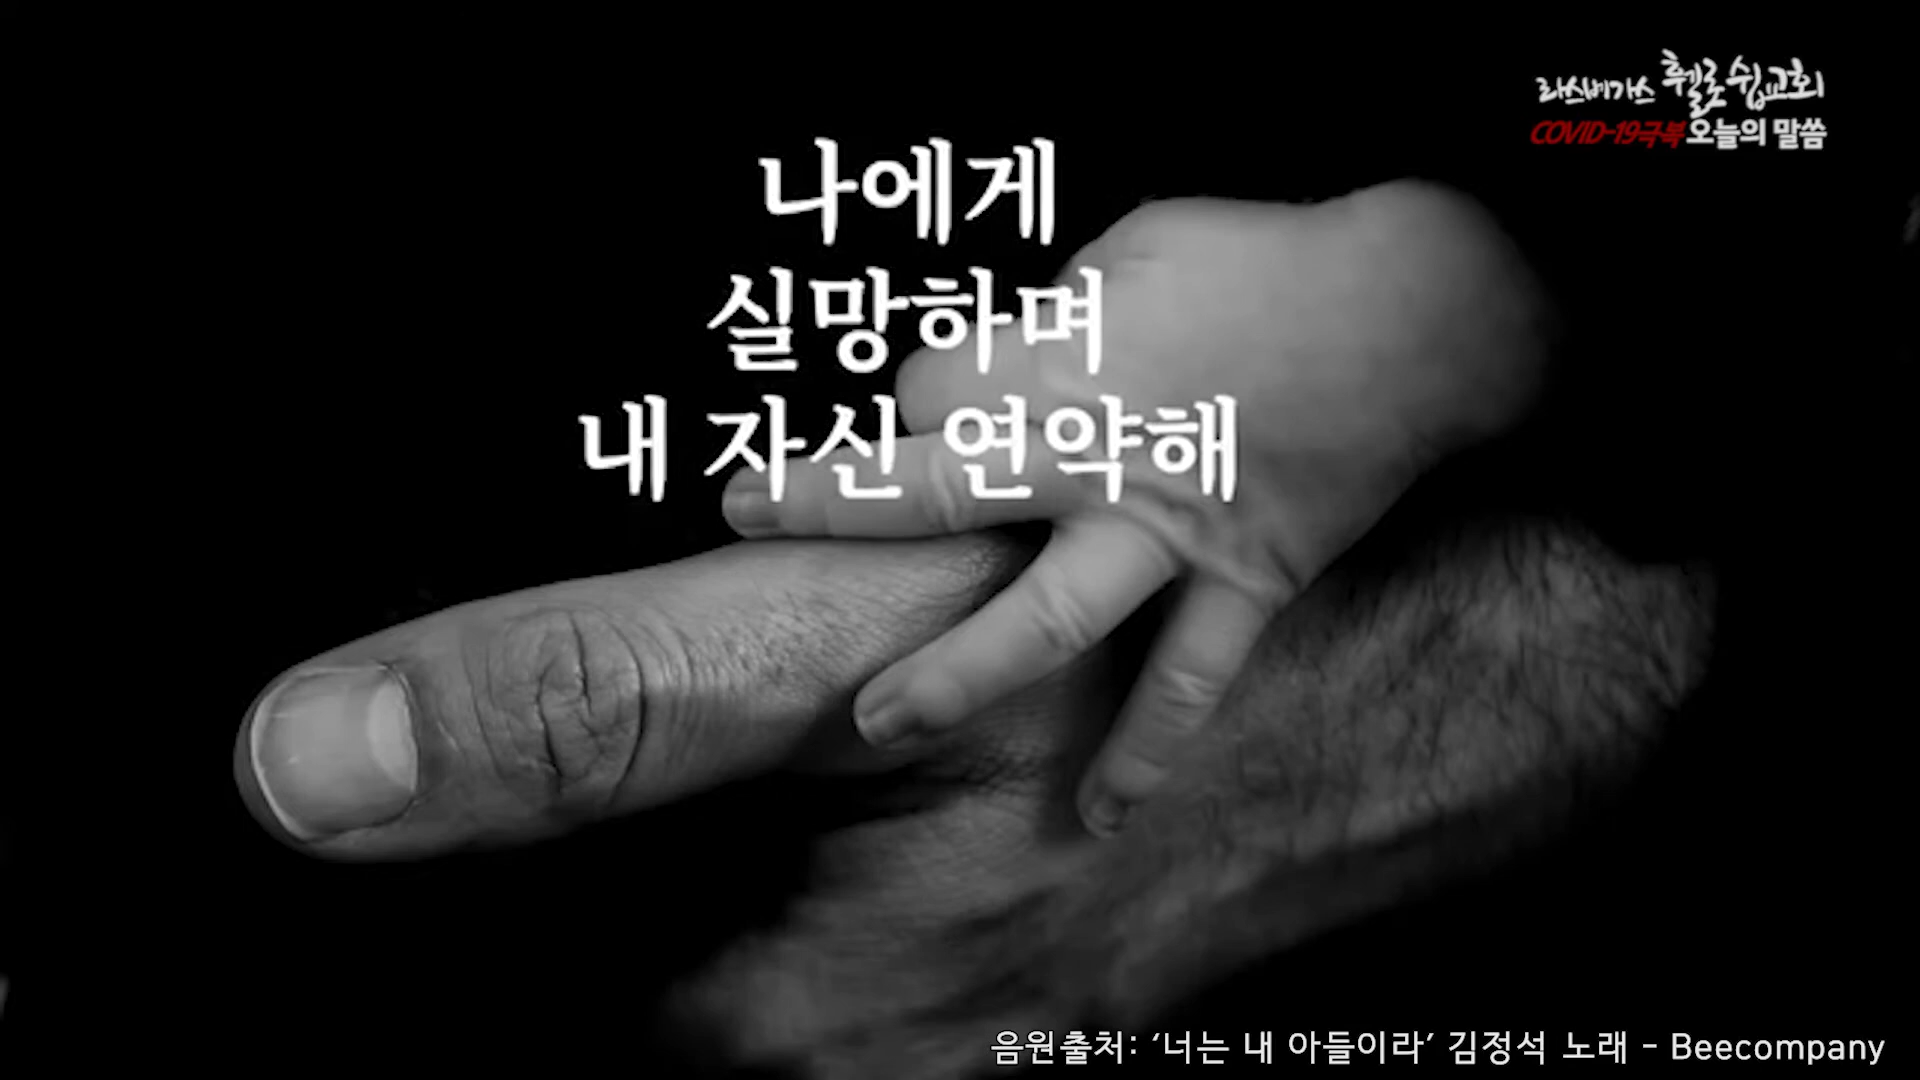 라스베가스 휄로쉽교회
COVID-19극복 오늘의 말씀
나에게
실망하며
내 자신 연약해
음원출처: ‘너는 내 아들이라’ 김정석 노래 - Beecompany